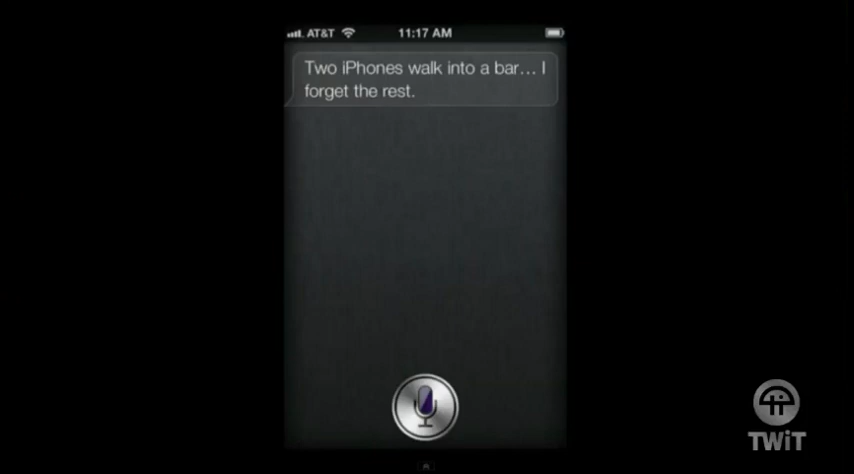 AT&T 11:17 AM
Two iPhones walk into a bar… I
forget the rest.
TWiT